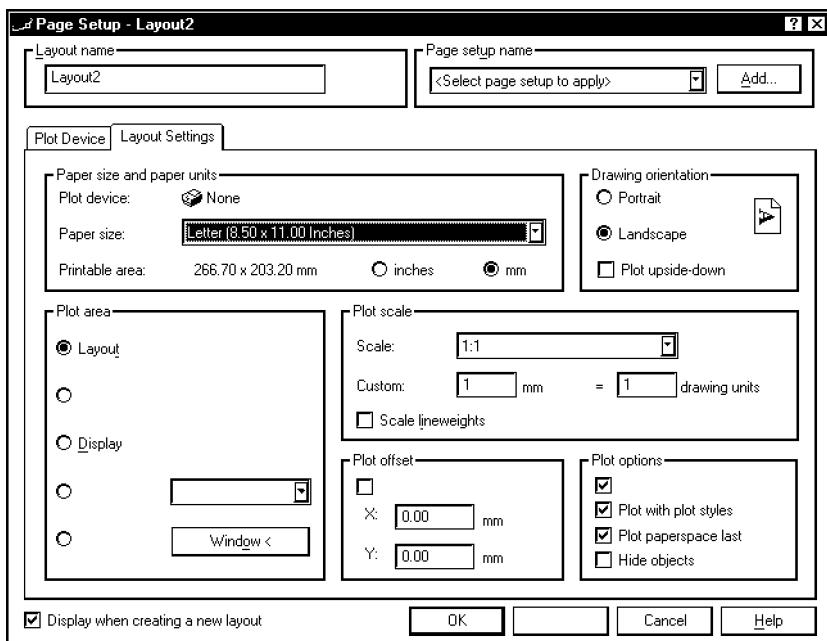 Page Setup - Layout2
Layout name
Layout2
Page setup name
<Select page setup to apply>
Add...
Plot Device
Layout Settings
Paper size and paper units
Plot device: None
Paper size: Letter (8.50 x 11.00 Inches)
Printable area: 266.70 x 203.20 mm inches mm
Drawing orientation
Portrait
Landscape
A
Plot upside-down
Plot area
Layout
Display
Window <
Plot scale
Scale: 1:1
Custom: 1 mm = 1 drawing units
Scale lineweights
Plot offset
X: 0.00 mm
Y: 0.00 mm
Plot options
Plot with plot styles
Plot paperspace last
Hide objects
Display when creating a new layout
OK
Cancel
Help